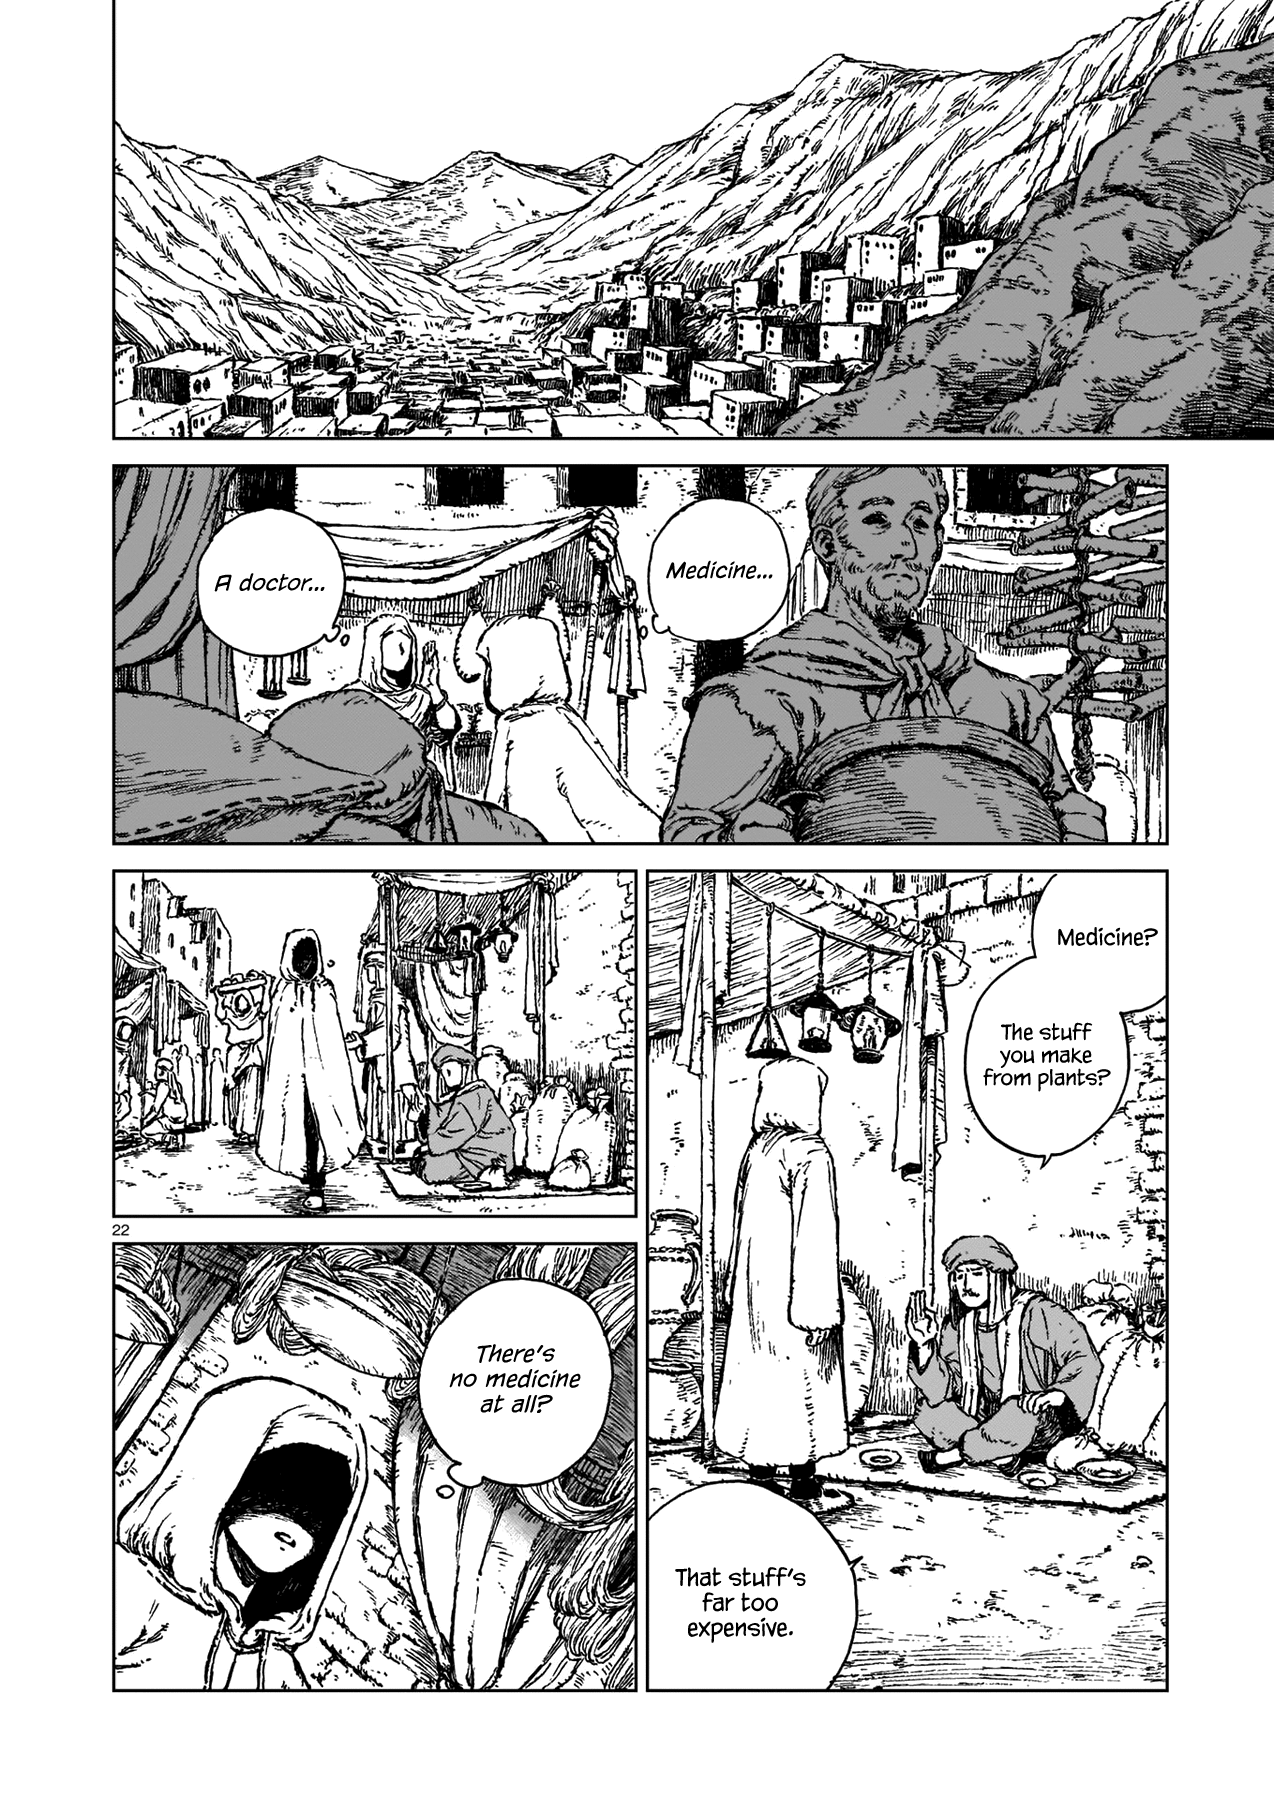 Medicine...
A doctor...
Medicine?
The stuff
you make
from plants?
That stuff's
far too
expensive.
There's
no medicine
at all?
22